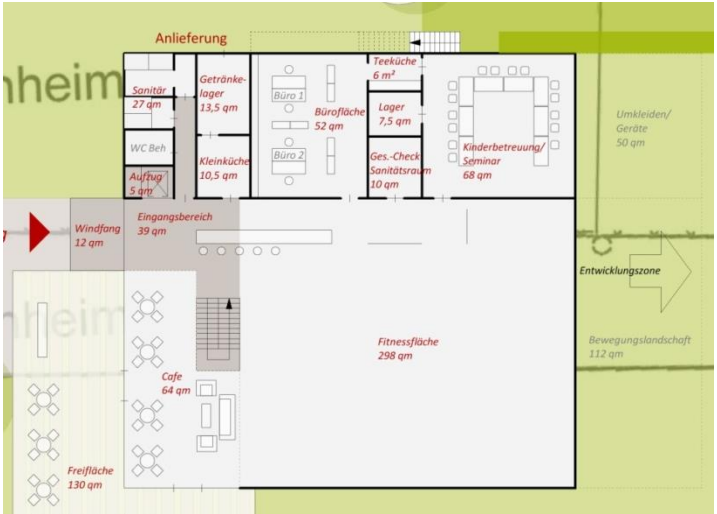 Anlieferung
nheim
Sanitär
27 qm
Getränke-
lager
13,5 qm
Büro 1
Bürofläche
52 qm
Teeküche
6 m²
Lager
7,5 qm
Kinderbetreuung/
Seminar
68 qm
Umkleiden/
Geräte
50 qm
WC Beh
Kleinküche
10,5 qm
Büro 2
Ges.-Check
Sanitätsraum
10 qm
Aufzug
5 qm
g
Windfang
12 qm
Eingangsbereich
39 qm
Entwicklungszone
nheim
Fitnessfläche
298 qm
Bewegungslandschaft
112 qm
Cafe
64 qm
Freifläche
130 qm